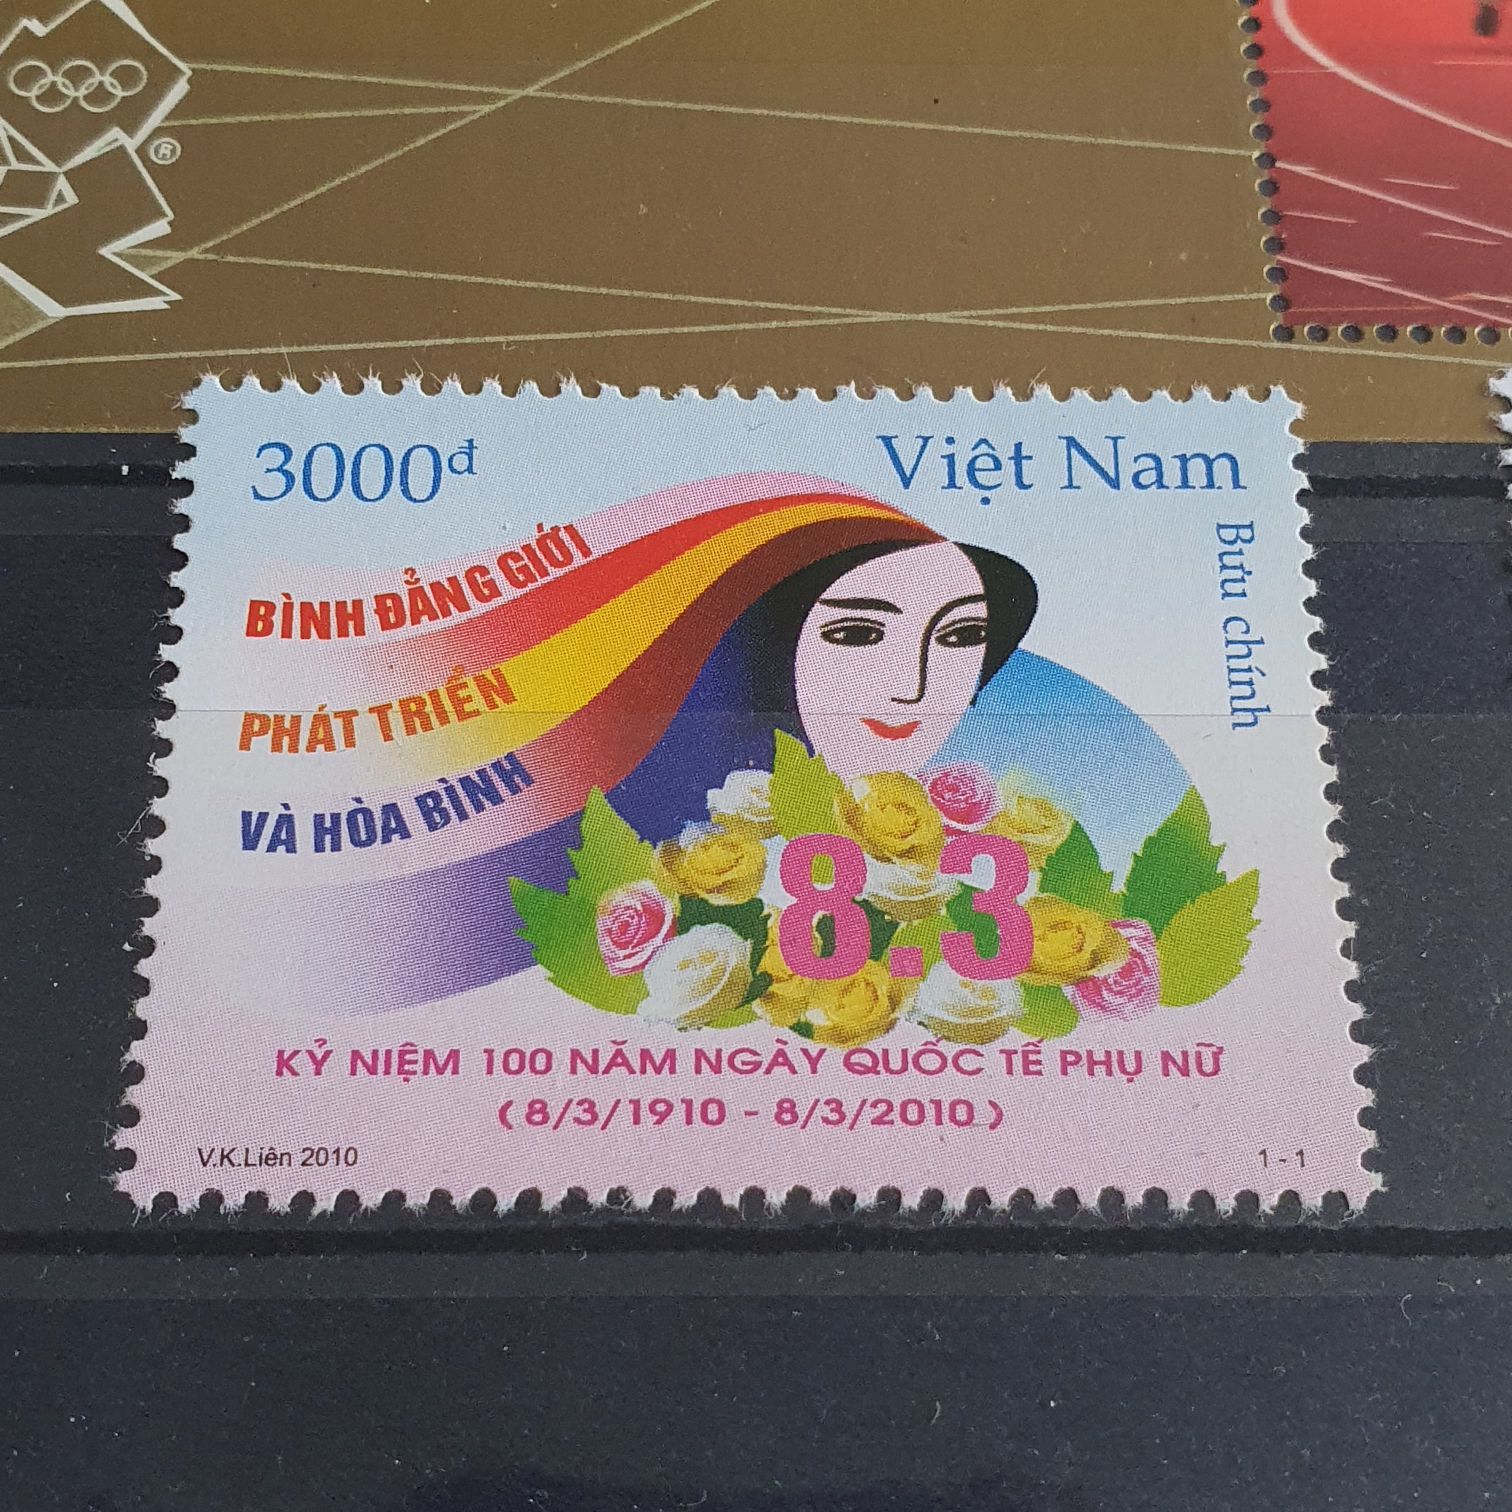 ®
3000đ
Việt Nam
Bưu chính
BÌNH ĐẲNG GIỚI
PHÁT TRIỂN
VÀ HÒA BÌNH
8.3
KỶ NIỆM 100 NĂM NGÀY QUỐC TẾ PHỤ NỮ
( 8/3/1910 - 8/3/2010 )
V.K.Liên 2010
1 - 1